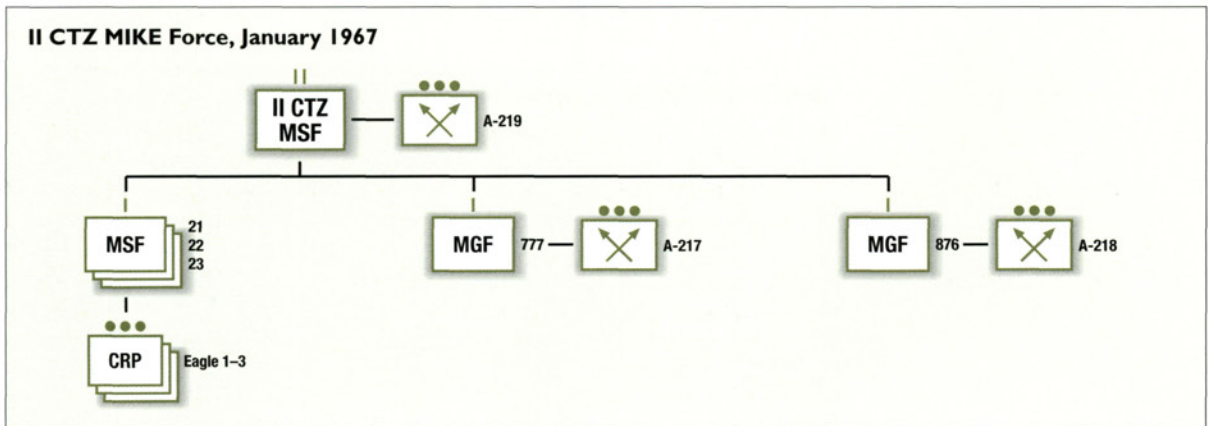 II CTZ MIKE Force, January 1967
II CTZ
MSF
A-219
MSF
21
22
23
MGF
777
A-217
MGF
876
A-218
CRP
Eagle 1–3